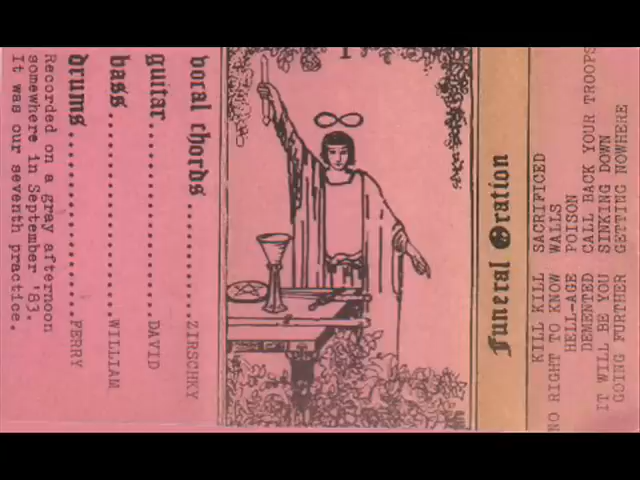 I
vocal chords ............ZIRSCHKY
guitar....................DAVID
bass....................WILLIAM
drums....................PERRY
Recorded on a gray afternoon
somewhere in September '83.
It was our seventh practice.
Funeral Oration
KILL KILL SACRIFICED
NO RIGHT TO KNOW WALLS
HELL-AGE POISON
DEMENTED CALL BACK YOUR TROOPS
IT WILL BE YOU SINKING DOWN
GOING FURTHER GETTING NOWHERE